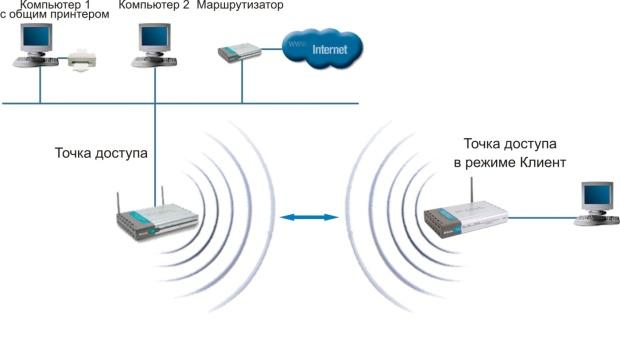 Компьютер 1
с общим принтером
Компьютер 2
Маршрутизатор
www.
Internet
Точка доступа
Точка доступа
в режиме Клиент